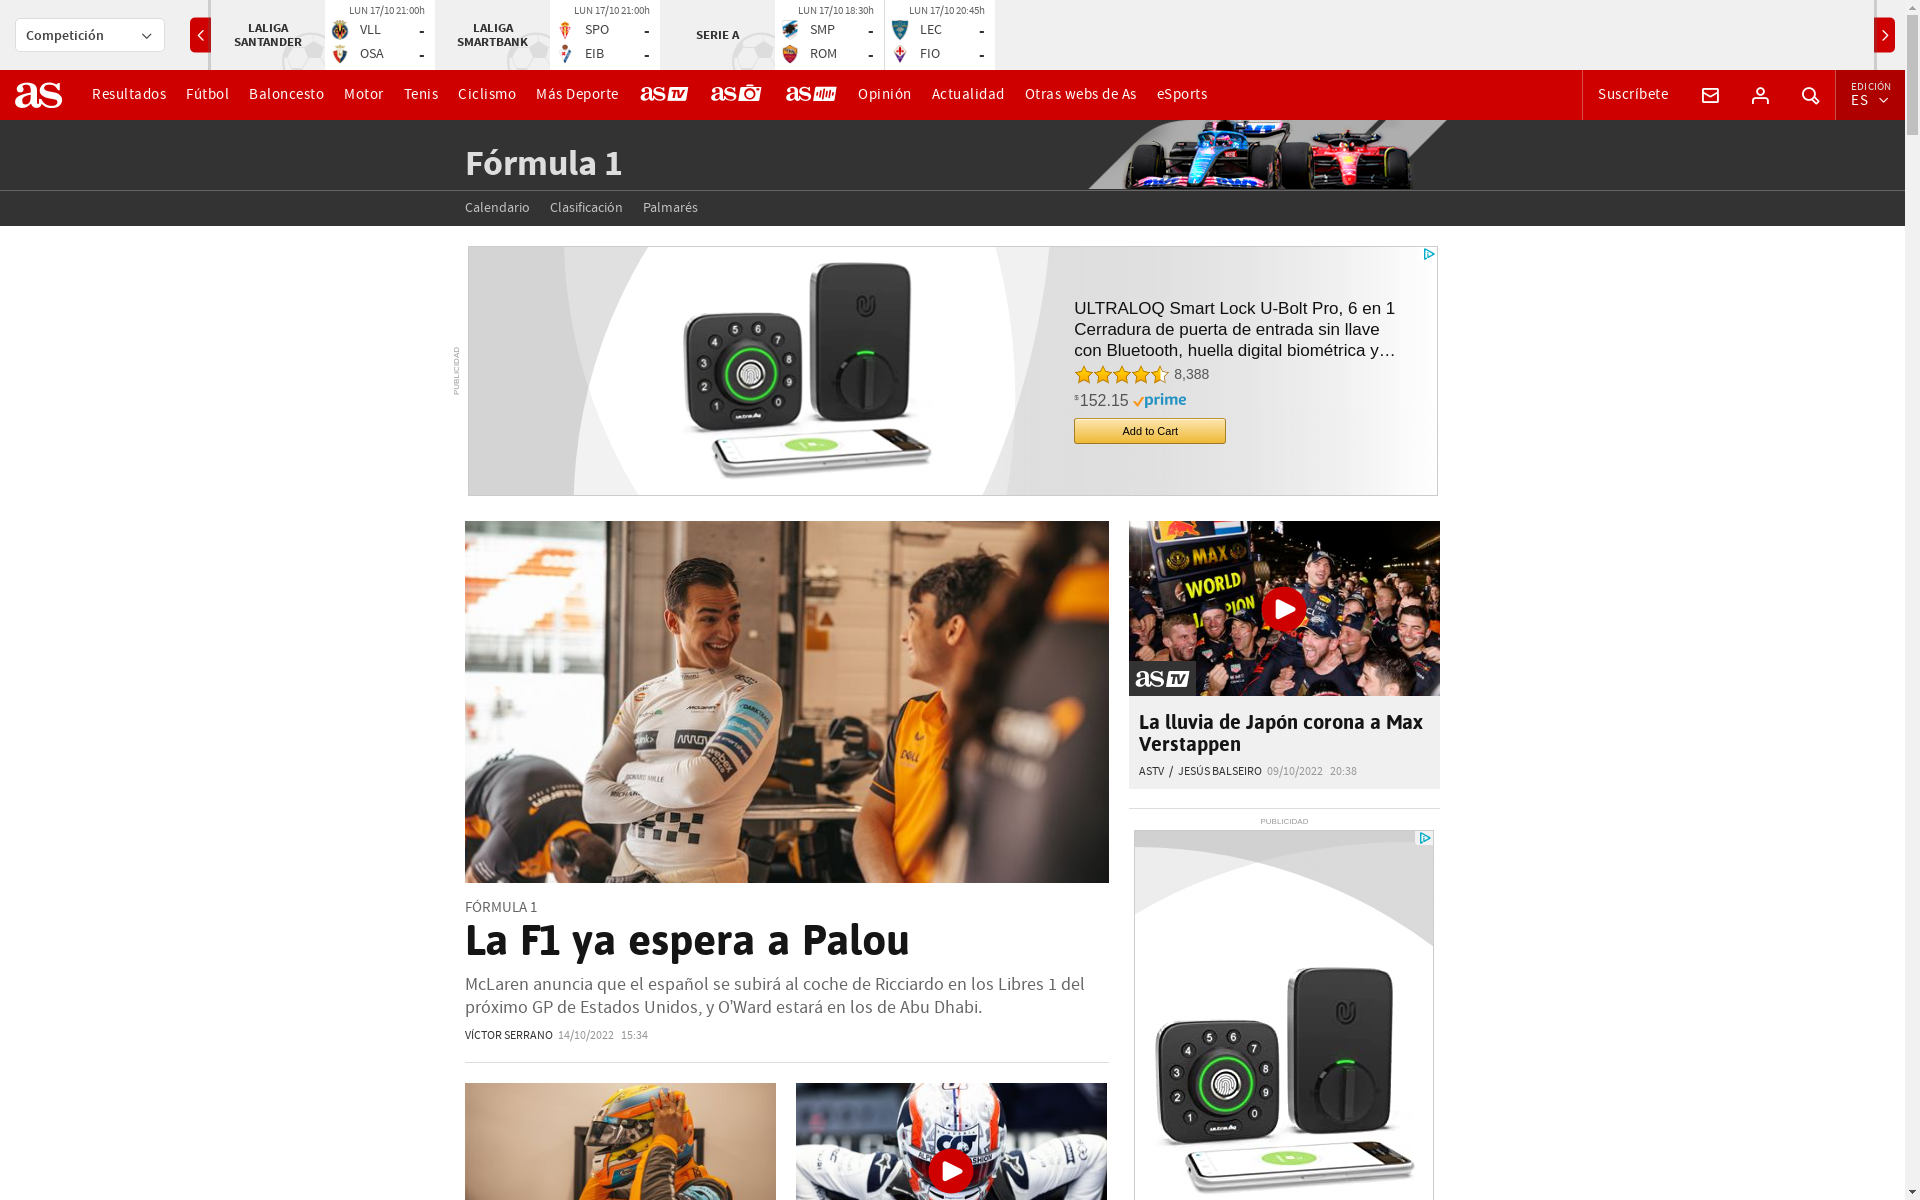 Competición
LALIGA
SANTANDER
LUN 17/10 21:00h
VLL -
OSA -
LALIGA
SMARTBANK
LUN 17/10 21:00h
SPO -
EIB -
SERIE A
LUN 17/10 18:30h
SMP -
ROM -
LUN 17/10 20:45h
LEC -
FIO -
as
Resultados Fútbol Baloncesto Motor Tenis Ciclismo Más Deporte as TV as as Opinión Actualidad Otras webs de As eSports
Suscríbete
EDICIÓN
ES
Fórmula 1
Calendario Clasificación Palmarés
PUBLICIDAD
ULTRALOQ Smart Lock U-Bolt Pro, 6 en 1
Cerradura de puerta de entrada sin llave
con Bluetooth, huella digital biométrica y…
8,388
$152.15 prime
Add to Cart
FÓRMULA 1
La F1 ya espera a Palou
McLaren anuncia que el español se subirá al coche de Ricciardo en los Libres 1 del
próximo GP de Estados Unidos, y O'Ward estará en los de Abu Dhabi.
VÍCTOR SERRANO 14/10/2022 15:34
MAX
WORLD
as TV
La lluvia de Japón corona a Max
Verstappen
ASTV / JESÚS BALSEIRO 09/10/2022 20:38
PUBLICIDAD